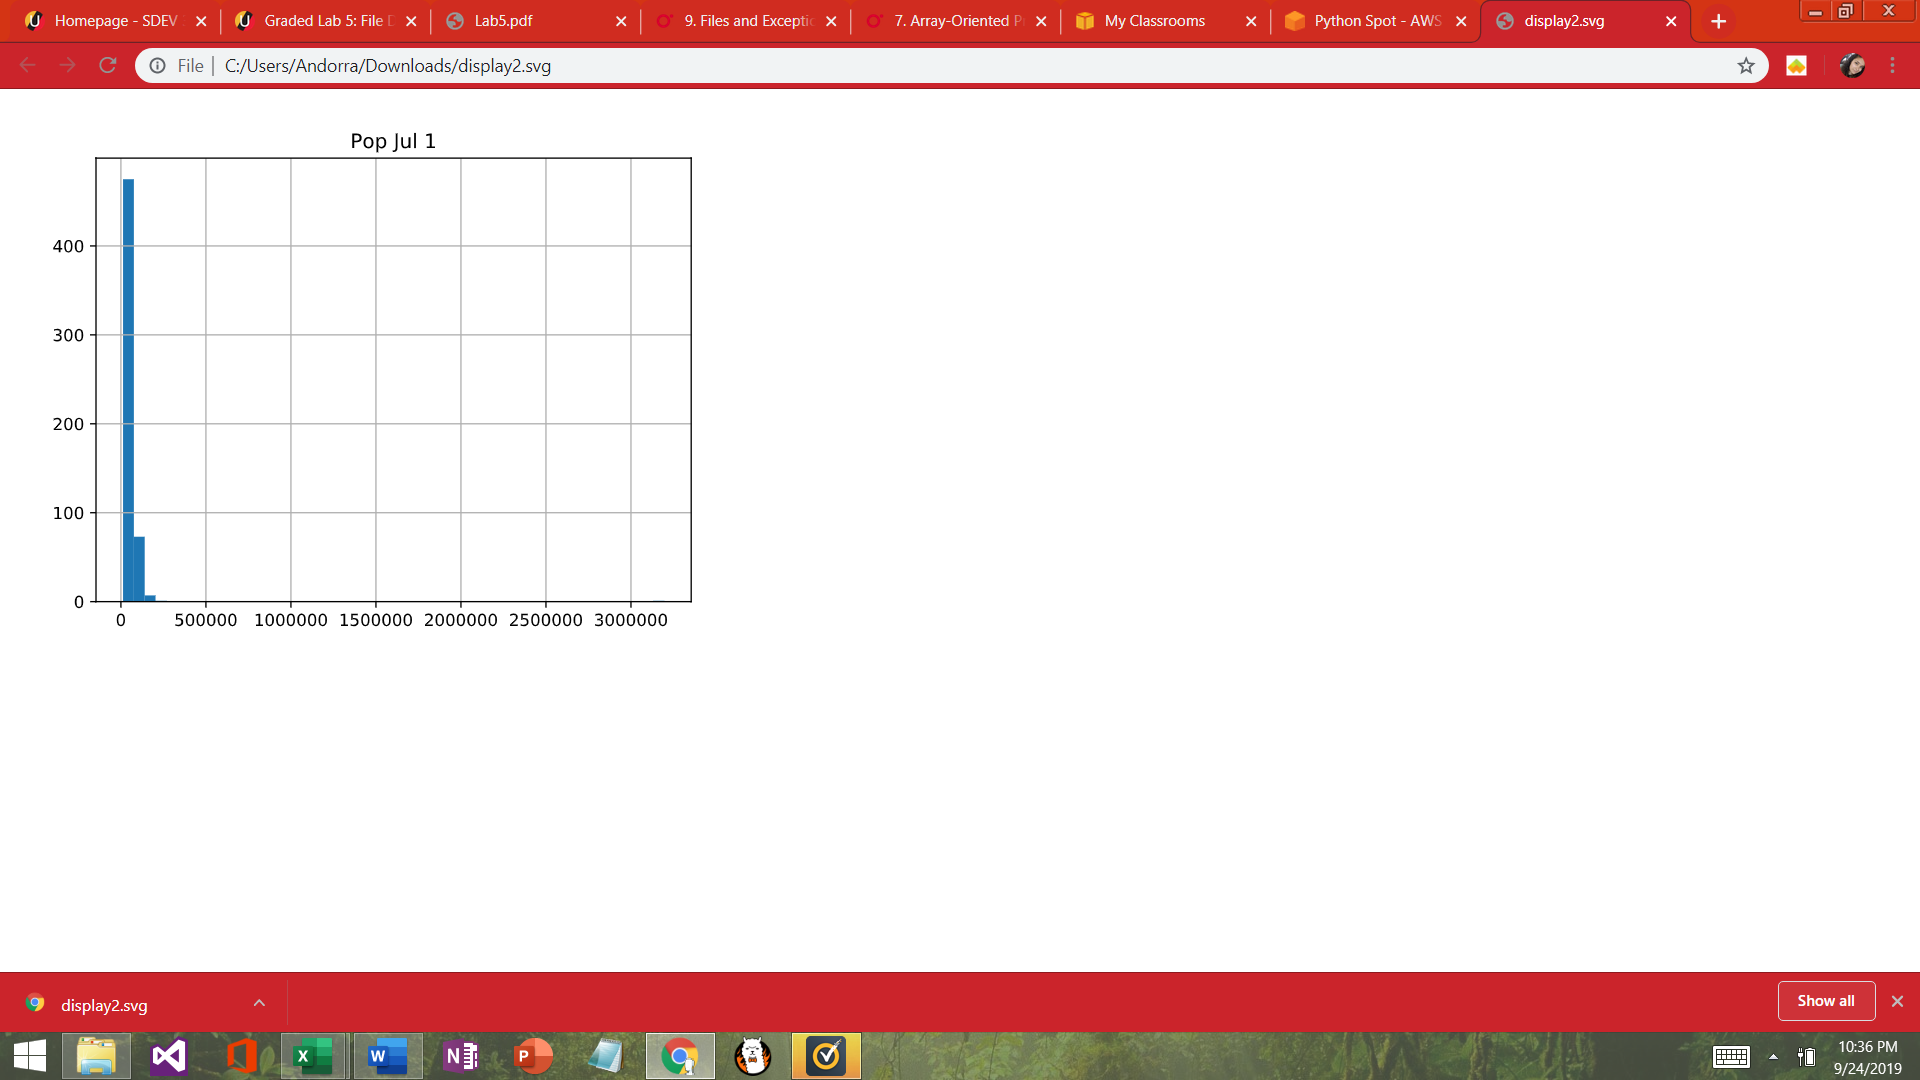 Homepage - SDEV
Graded Lab 5: File D
Lab5.pdf
9. Files and Exceptio
7. Array-Oriented P
My Classrooms
Python Spot - AWS
display2.svg
File | C:/Users/Andorra/Downloads/display2.svg
Pop Jul 1
400
300
200
100
0
0 500000 1000000 1500000 2000000 2500000 3000000
display2.svg
Show all
10:36 PM
9/24/2019